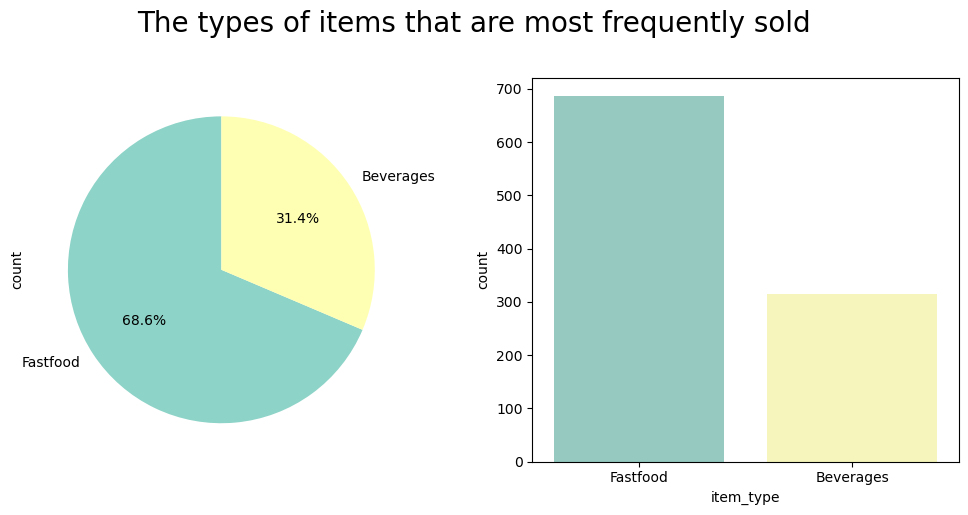 The types of items that are most frequently sold
Beverages
31.4%
68.6%
Fastfood
count
700
600
500
400
300
200
100
0
count
Fastfood
Beverages
item_type